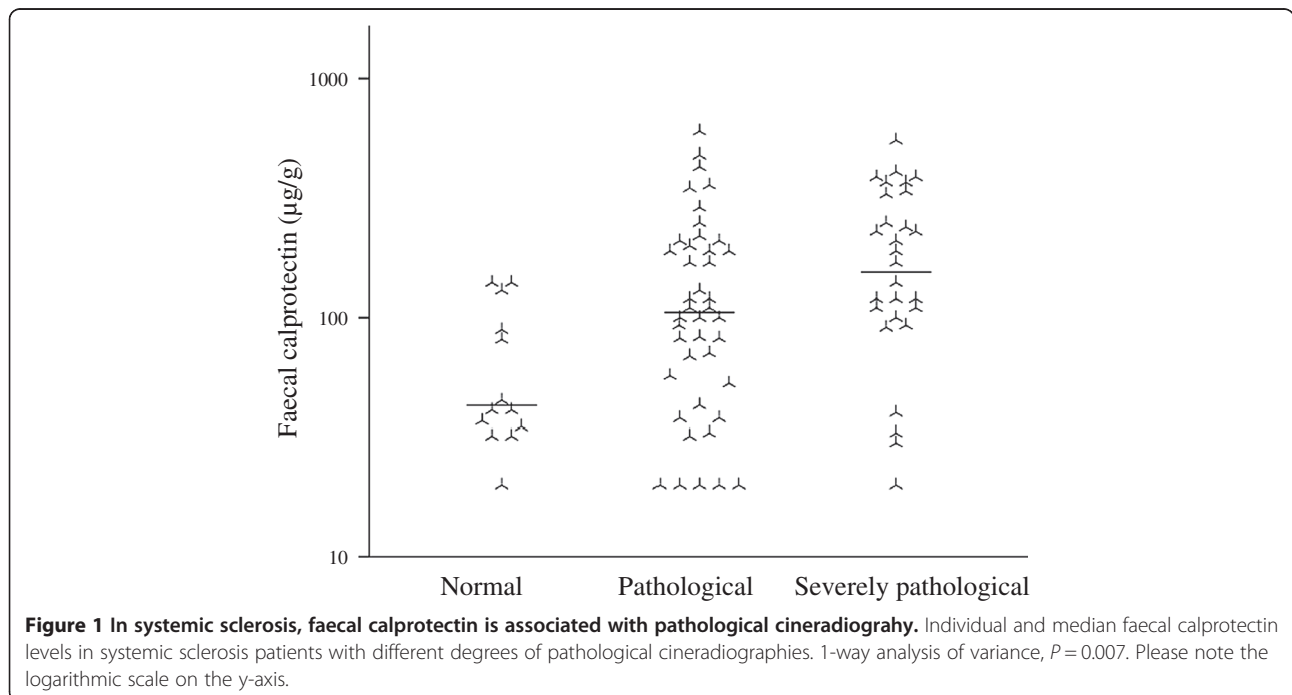 1000
100
10
Faecal calprotectin (µg/g)
Normal Pathological Severely pathological
Figure 1 In systemic sclerosis, faecal calprotectin is associated with pathological cineradiograhy. Individual and median faecal calprotectin
levels in systemic sclerosis patients with different degrees of pathological cineradiographies. 1-way analysis of variance, P = 0.007. Please note the
logarithmic scale on the y-axis.